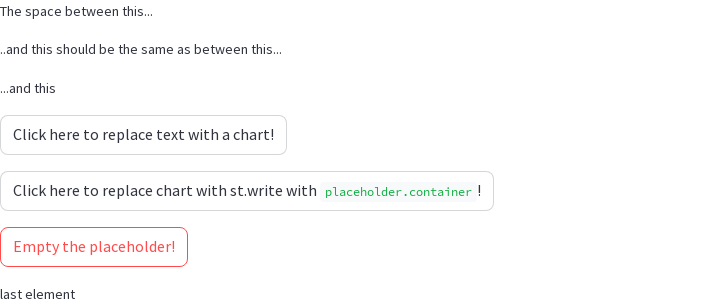 The space between this...
..and this should be the same as between this...
...and this
Click here to replace text with a chart!
Click here to replace chart with st.write with placeholder.container!
Empty the placeholder!
last element